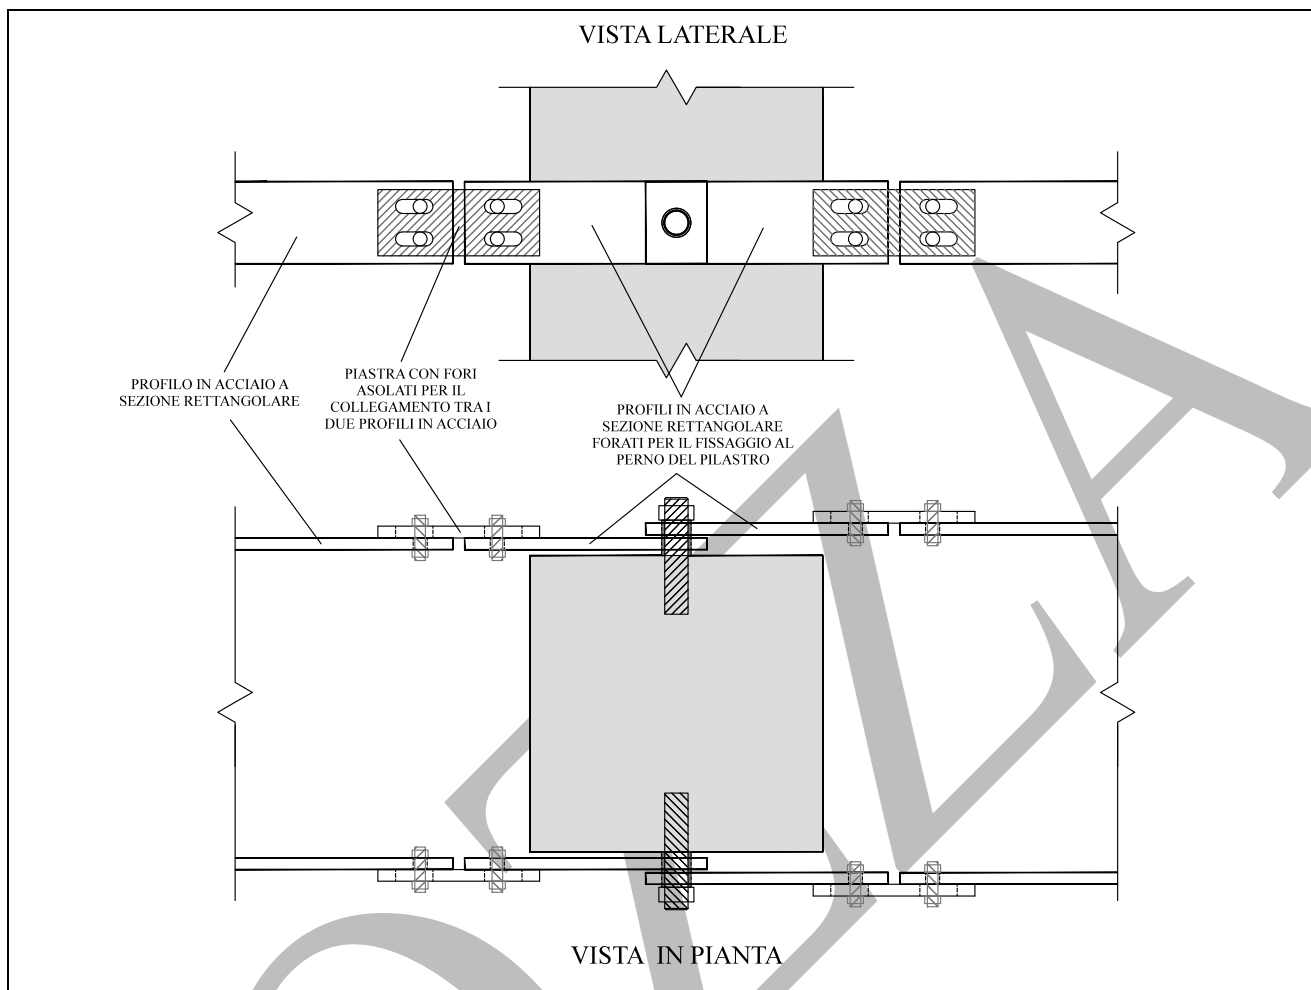 VISTA LATERALE
PROFILO IN ACCIAIO A
SEZIONE RETTANGOLARE
PIASTRA CON FORI
ASOLATI PER IL
COLLEGAMENTO TRA I
DUE PROFILI IN ACCIAIO
PROFILI IN ACCIAIO A
SEZIONE RETTANGOLARE
FORATI PER IL FISSAGGIO AL
PERNO DEL PILASTRO
VISTA IN PIANTA
OZZA